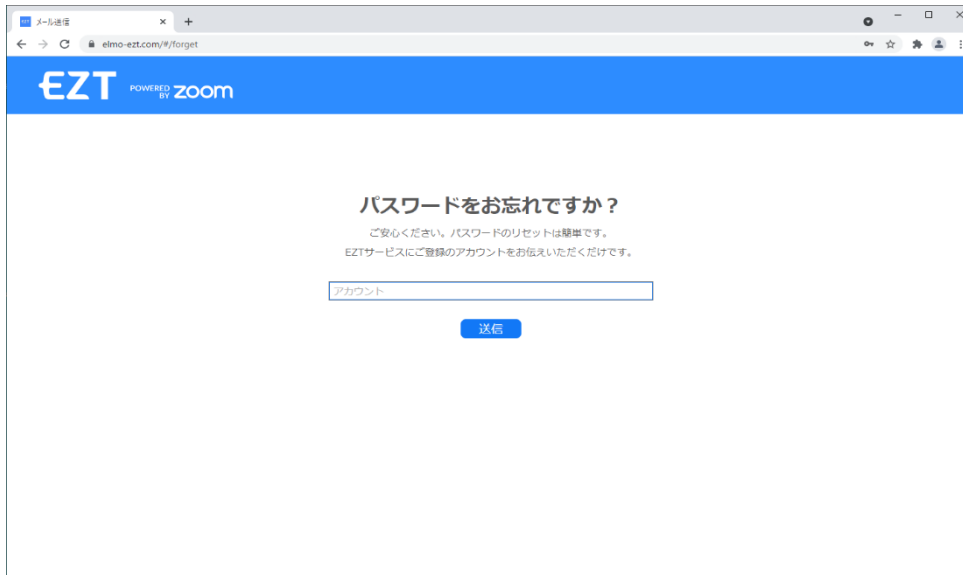 メール送信
elmo-ezt.com/#/forget
EZT POWERED BY zoom
パスワードをお忘れですか？
ご安心ください。パスワードのリセットは簡単です。
EZTサービスにご登録のアカウントをお伝えいただくだけです。
アカウント
送信